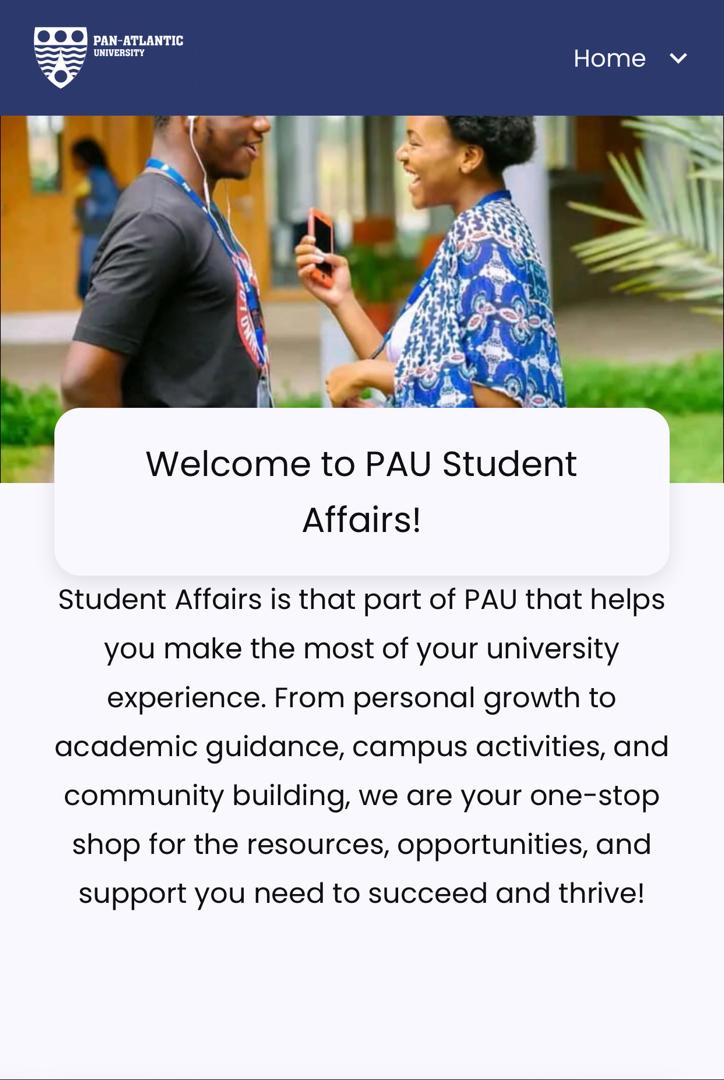 PAN-ATLANTIC
UNIVERSITY
Home
Welcome to PAU Student
Affairs!
Student Affairs is that part of PAU that helps
you make the most of your university
experience. From personal growth to
academic guidance, campus activities, and
community building, we are your one-stop
shop for the resources, opportunities, and
support you need to succeed and thrive!